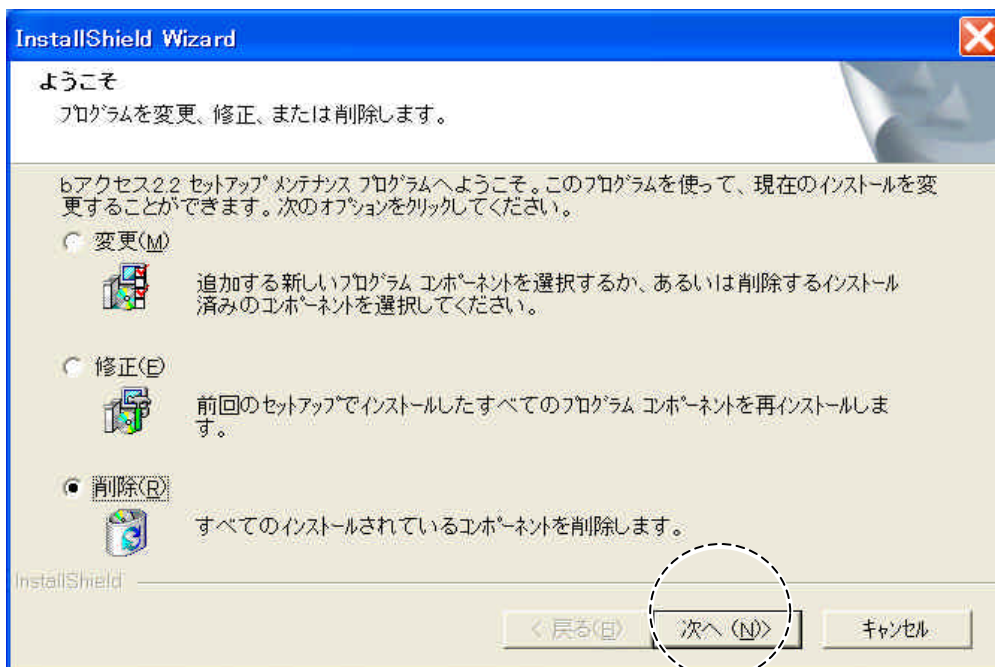 InstallShield Wizard
ようこそ
プログラムを変更、修正、または削除します。
bアクセス2.2 セットアップ メンテナンス プログラムへようこそ。このプログラムを使って、現在のインストールを変
更することができます。次のオプションをクリックしてください。
変更(M)
追加する新しいプログラム コンポーネントを選択するか、あるいは削除するインストール
済みのコンポーネントを選択してください。
修正(E)
前回のセットアップでインストールしたすべてのプログラム コンポーネントを再インストールしま
す。
削除(R)
すべてのインストールされているコンポーネントを削除します。
InstallShield
< 戻る(B)
次へ (N)>
キャンセル